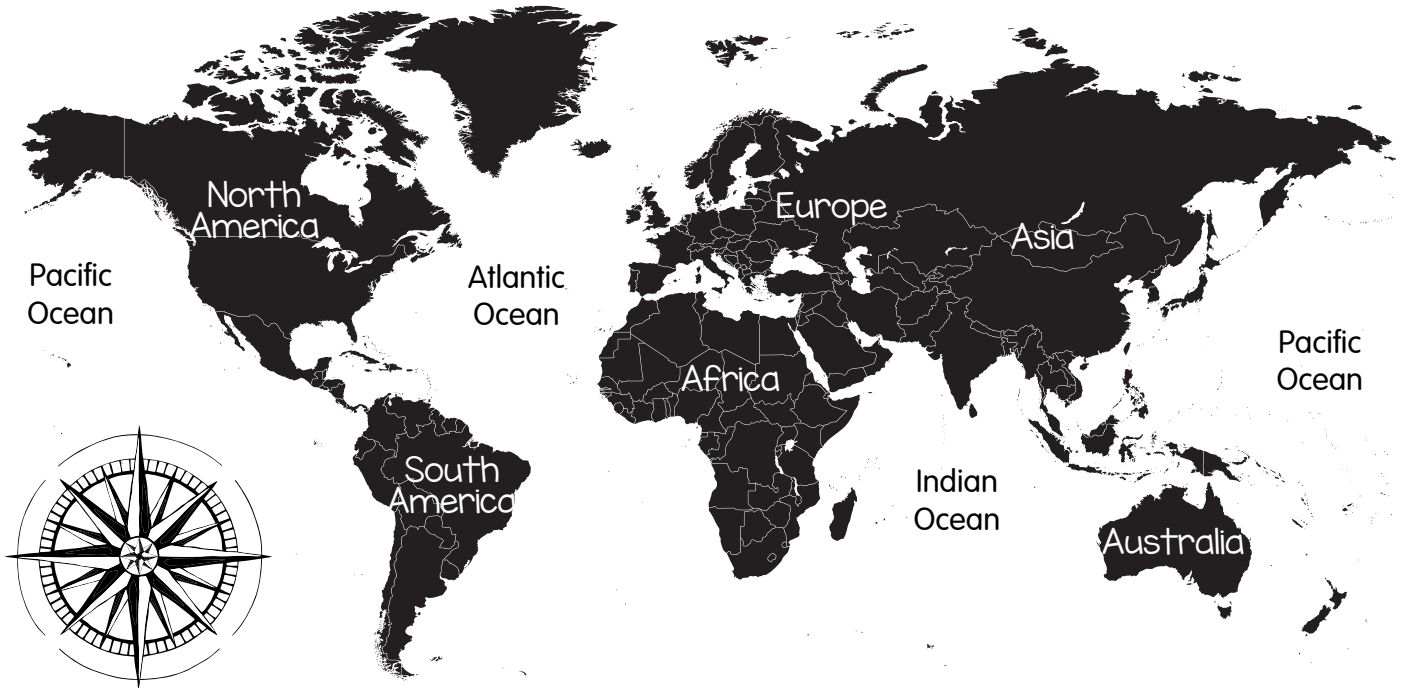 North
America
Europe
Asia
Pacific
Ocean
Atlantic
Ocean
Pacific
Ocean
Africa
South
America
Indian
Ocean
Australia